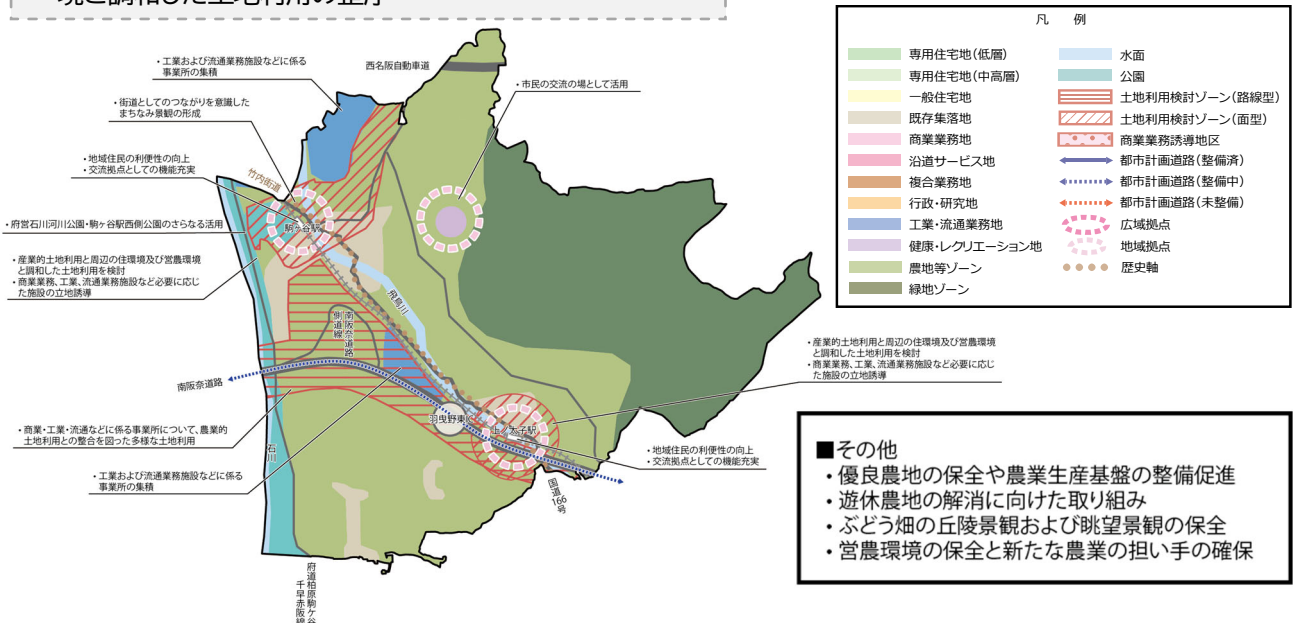 境と調和した土地利用の整序
・工業および流通業務施設などに係る
事業所の集積
西名阪自動車道
・市民の交流の場として活用
・街道としてのつながりを意識した
まちなみ景観の形成
・地域住民の利便性の向上
・交流拠点としての機能充実
竹内街道
駒ヶ谷駅
・府営石川河川公園・駒ヶ谷駅西側公園のさらなる活用
・産業的土地利用と周辺の住環境及び営農環境
と調和した土地利用を検討
・商業業務、工業、流通業務施設など必要に応じ
た施設の立地誘導
飛鳥川
南阪奈道路
側道線
南阪奈道路
・産業的土地利用と周辺の住環境及び営農環境
と調和した土地利用を検討
・商業業務、工業、流通業務施設など必要に応じ
た施設の立地誘導
羽曳野東
上ノ太子駅
・商業・工業・流通などに係る事業所について、農業的
土地利用との整合を図った多様な土地利用
石川
・地域住民の利便性の向上
・交流拠点としての機能充実
・工業および流通業務施設などに係る
事業所の集積
国道166号
府道柏原駒ケ谷
千早赤阪線
凡 例
専用住宅地(低層)
専用住宅地(中高層)
一般住宅地
既存集落地
商業業務地
沿道サービス地
複合業務地
行政・研究地
工業・流通業務地
健康・レクリエーション地
農地等ゾーン
緑地ゾーン
水面
公園
土地利用検討ゾーン(路線型)
土地利用検討ゾーン(面型)
商業業務誘導地区
都市計画道路(整備済)
都市計画道路(整備中)
都市計画道路(未整備)
広域拠点
地域拠点
歴史軸
■その他
・優良農地の保全や農業生産基盤の整備促進
・遊休農地の解消に向けた取り組み
・ぶどう畑の丘陵景観および眺望景観の保全
・営農環境の保全と新たな農業の担い手の確保